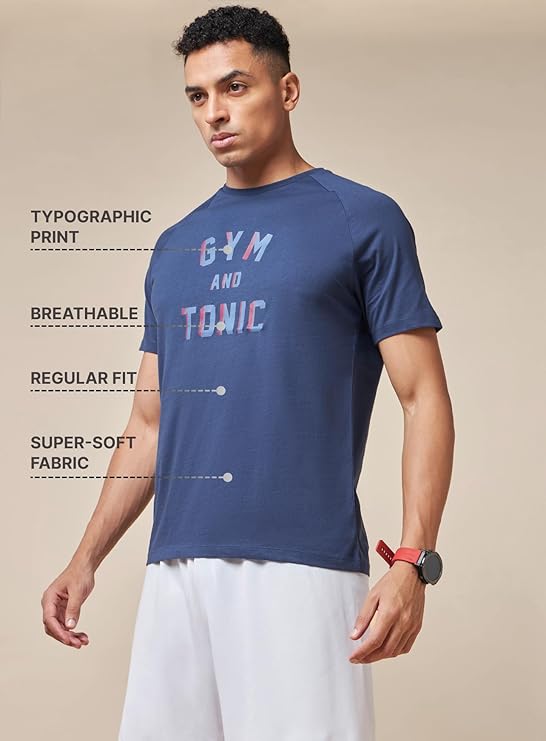 TYPOGRAPHIC
PRINT
GYM
AND
TONIC
BREATHABLE
REGULAR FIT
SUPER-SOFT
FABRIC